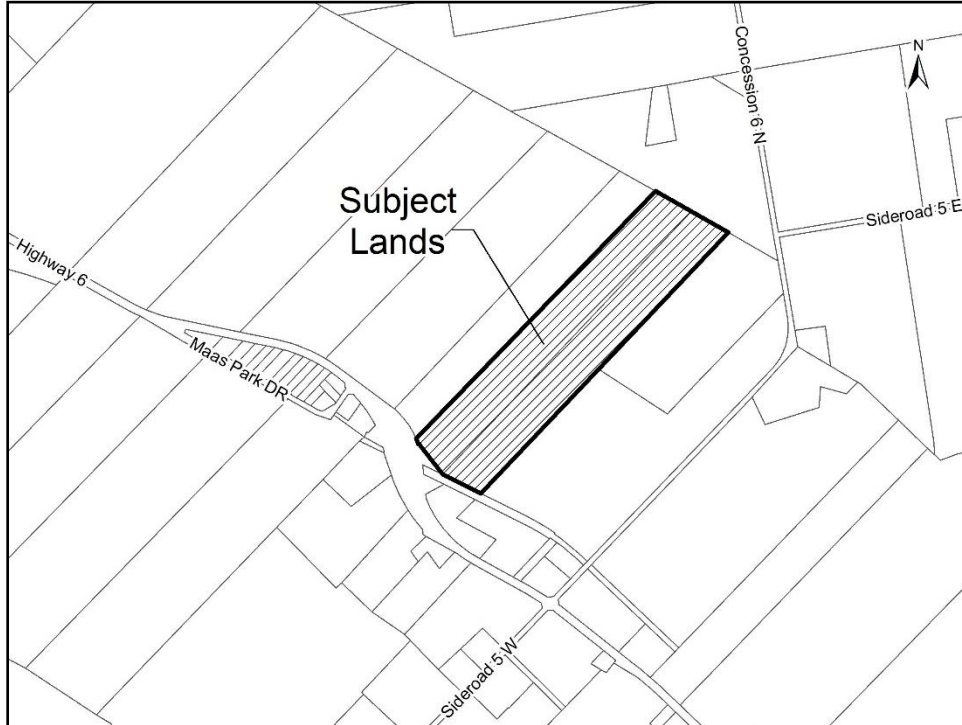 Concession 6 N
N
Subject
Lands
Sideroad 5 E
Highway 6
Maas Park DR
Sideroad 5 W